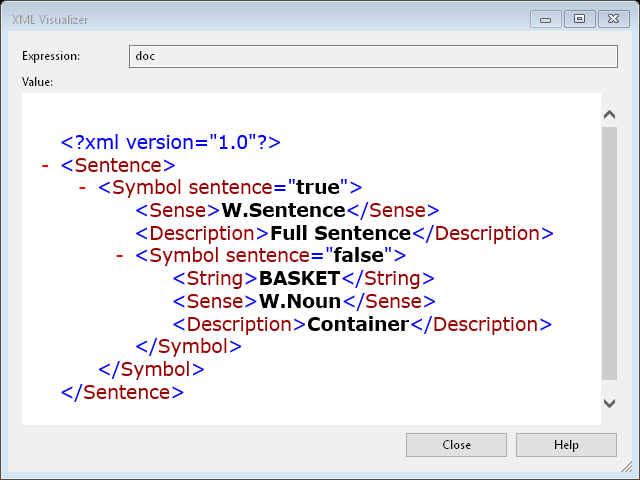 XML Visualizer
Expression: doc
Value:
<?xml version="1.0"?>
- <Sentence>
- <Symbol sentence="true">
<Sense>W.Sentence</Sense>
<Description>Full Sentence</Description>
- <Symbol sentence="false">
<String>BASKET</String>
<Sense>W.Noun</Sense>
<Description>Container</Description>
</Symbol>
</Symbol>
</Sentence>
Close Help